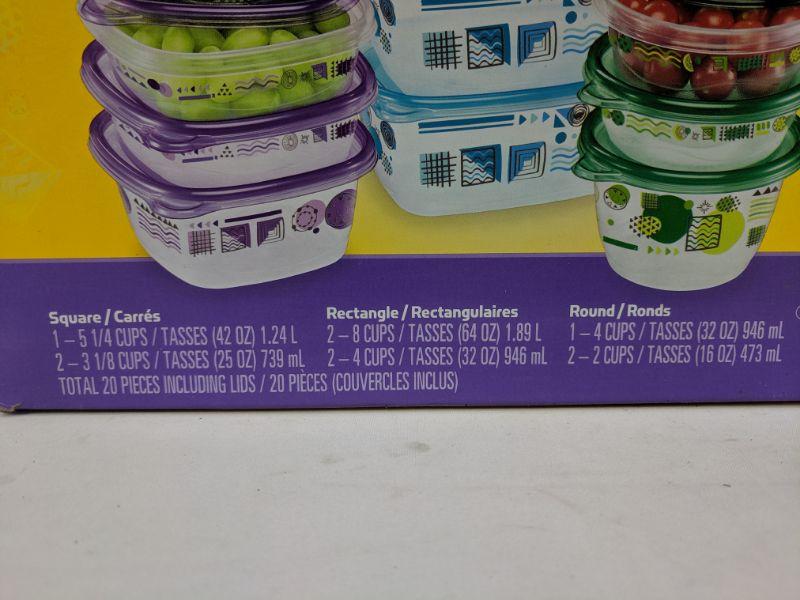 Square / Carrés
1 – 5 1/4 CUPS / TASSES (42 OZ) 1.24 L
2 – 3 1/8 CUPS / TASSES (25 OZ) 739 mL
Rectangle / Rectangulaires
2 – 8 CUPS / TASSES (64 OZ) 1.89 L
2 – 4 CUPS / TASSES (32 OZ) 946 mL
Round / Ronds
1 – 4 CUPS / TASSES (32 OZ) 946 mL
2 – 2 CUPS / TASSES (16 OZ) 473 mL
TOTAL 20 PIECES INCLUDING LIDS / 20 PIÈCES (COUVERCLES INCLUS)